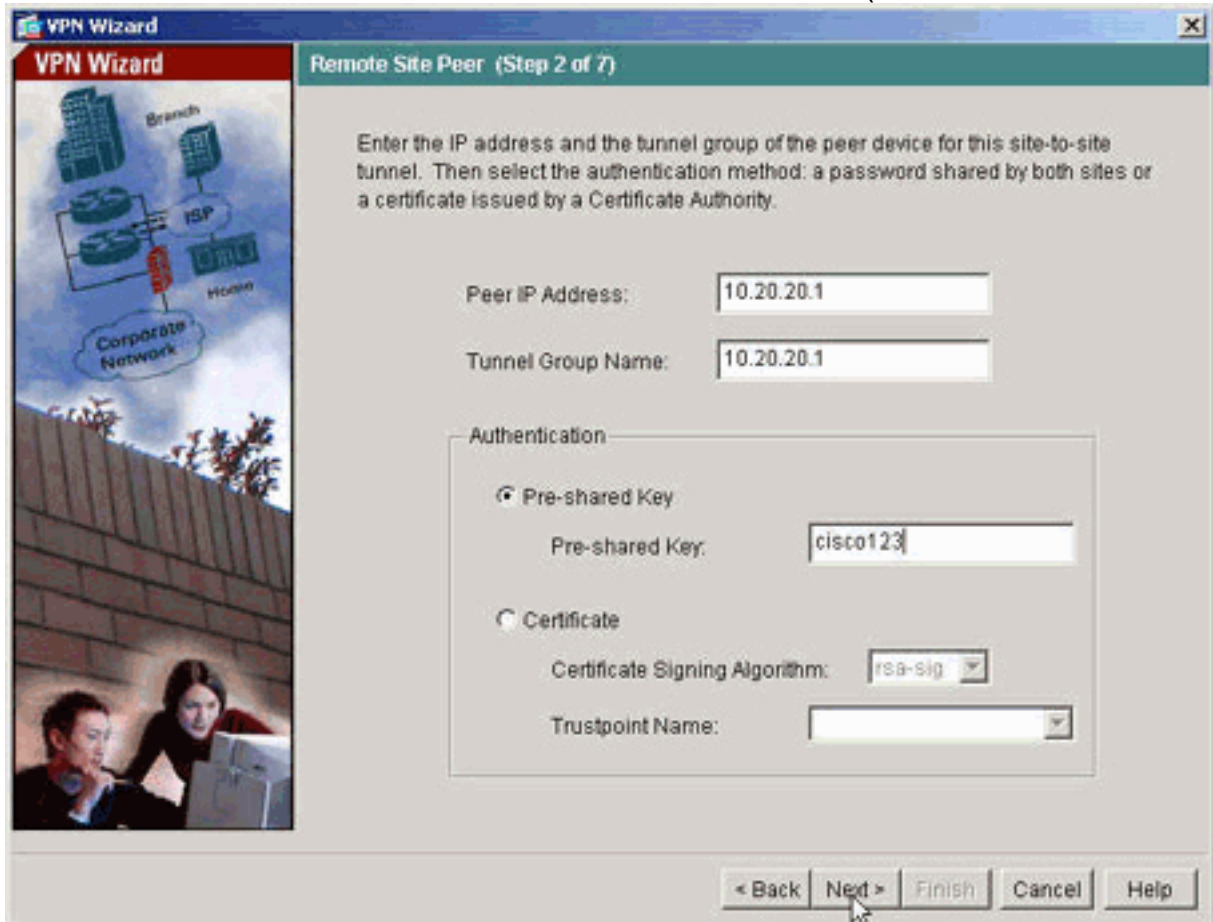 VPN Wizard
VPN Wizard
Remote Site Peer (Step 2 of 7)
Branch
ISP
Home
Corporate
Network
Enter the IP address and the tunnel group of the peer device for this site-to-site
tunnel. Then select the authentication method: a password shared by both sites or
a certificate issued by a Certificate Authority.
Peer IP Address: 10.20.20.1
Tunnel Group Name: 10.20.20.1
Authentication
Pre-shared Key
Pre-shared Key: cisco123
Certificate
Certificate Signing Algorithm: rsa-sig
Trustpoint Name:
< Back Next > Finish Cancel Help